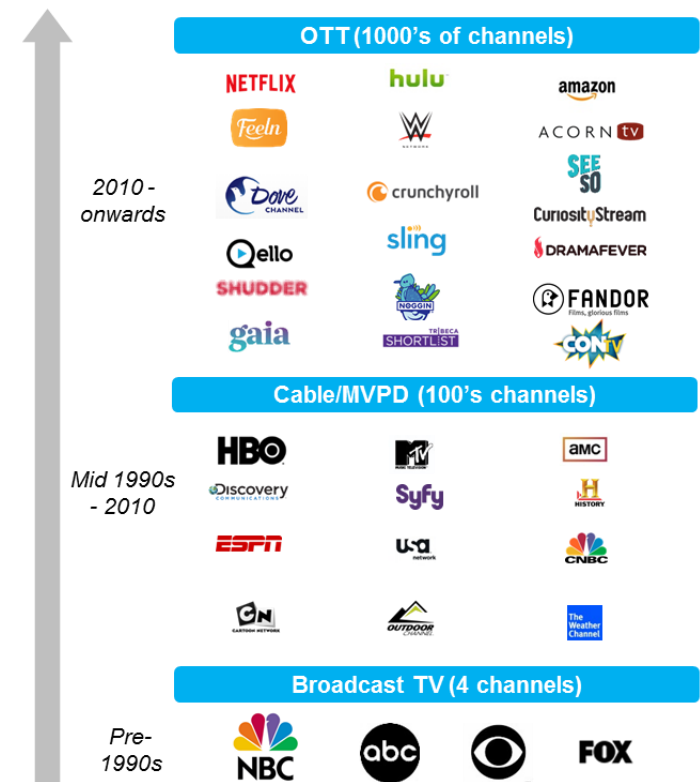 OTT (1000's of channels)
NETFLIX
hulu
amazon
Feeln
W
NETWORK
ACORN tv
SEE
SO
2010 -
onwards
Dove
CHANNEL
crunchyroll
CuriosityStream
Qello
sling
DRAMAFEVER
SHUDDER
NOGGIN
FANDOR
Films, glorious films
gaia
TRIBECA
SHORTLIST
CONTV
Cable/MVPD (100's channels)
HBO
MTV
MUSIC TELEVISION
aMC
Mid 1990s
- 2010
Discovery
COMMUNICATIONS
Syfy
H
HISTORY
ESPN
usa
network
CNBC
CN
CARTOON NETWORK
OUTDOOR
CHANNEL
The
Weather
Channel
Broadcast TV (4 channels)
Pre-
1990s
NBC
abc
FOX